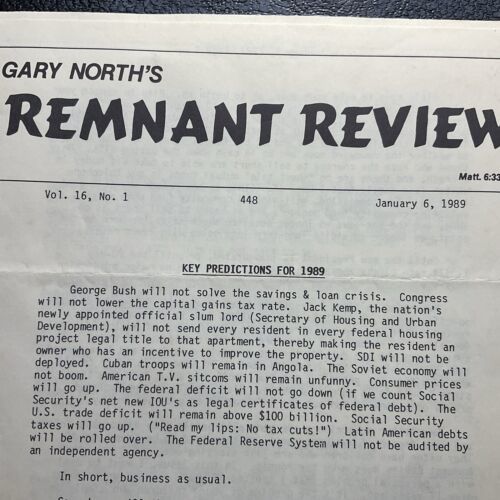 GARY NORTH'S
REMNANT REVIEW
Matt. 6:33
Vol. 16, No. 1 448 January 6, 1989
KEY PREDICTIONS FOR 1989
George Bush will not solve the savings & loan crisis. Congress
will not lower the capital gains tax rate. Jack Kemp, the nation's
newly appointed official slum lord (Secretary of Housing and Urban
Development), will not send every resident in every federal housing
project legal title to that apartment, thereby making the resident an
owner who has an incentive to improve the property. SDI will not be
deployed. Cuban troops will remain in Angola. The Soviet economy will
not boom. American T.V. sitcoms will remain unfunny. Consumer prices
will go up. The federal deficit will not go down (if we count Social
Security's net new IOU's as legal certificates of federal debt). The
U.S. trade deficit will remain above $100 billion. Social Security
taxes will go up. ("Read my lips: No tax cuts!") Latin American debts
will be rolled over. The Federal Reserve System will not be audited by
an independent agency.
In short, business as usual.